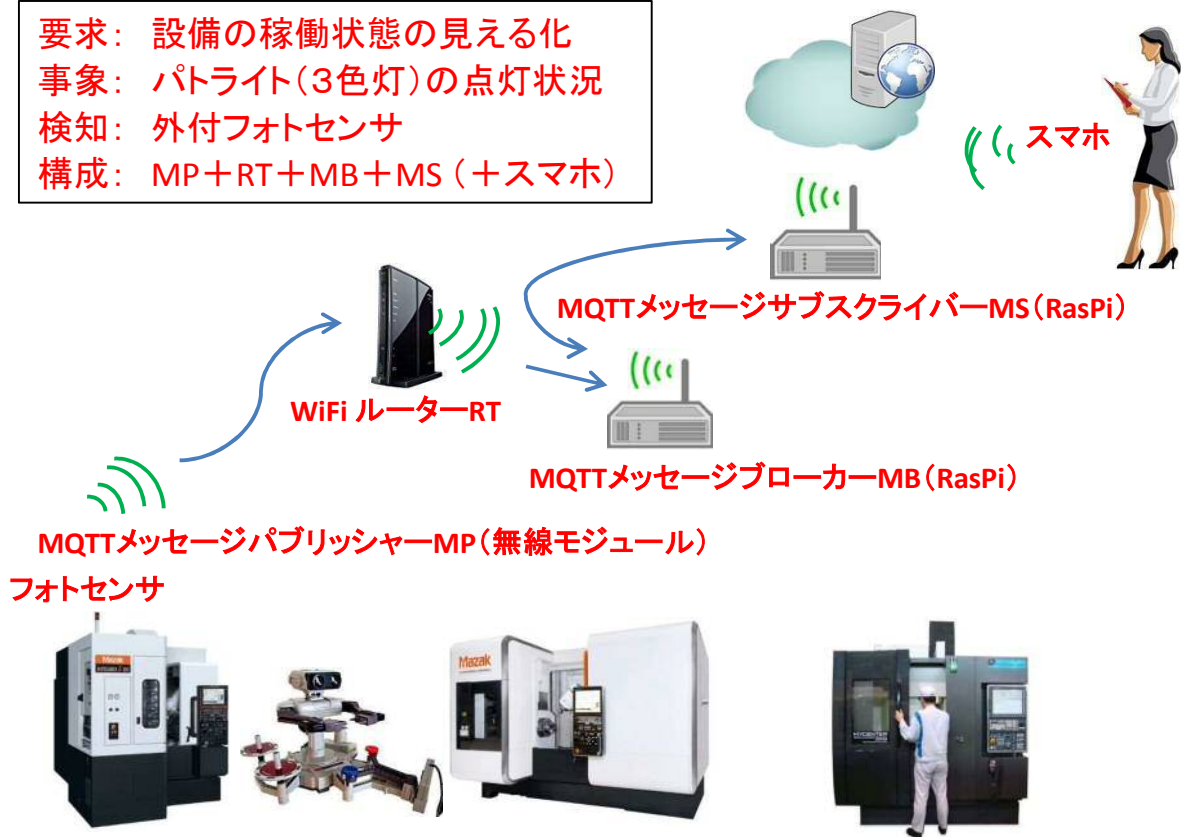 要求： 設備の稼働状態の見える化
事象： パトライト（３色灯）の点灯状況
検知： 外付フォトセンサ
構成： MP＋RT＋MB＋MS（＋スマホ）
スマホ
MQTTメッセージサブスクライバーMS（RasPi）
WiFi ルーターRT
MQTTメッセージブローカーMB（RasPi）
MQTTメッセージパブリッシャーMP（無線モジュール）
フォトセンサ
Mazak
Mazak
MYCENTER